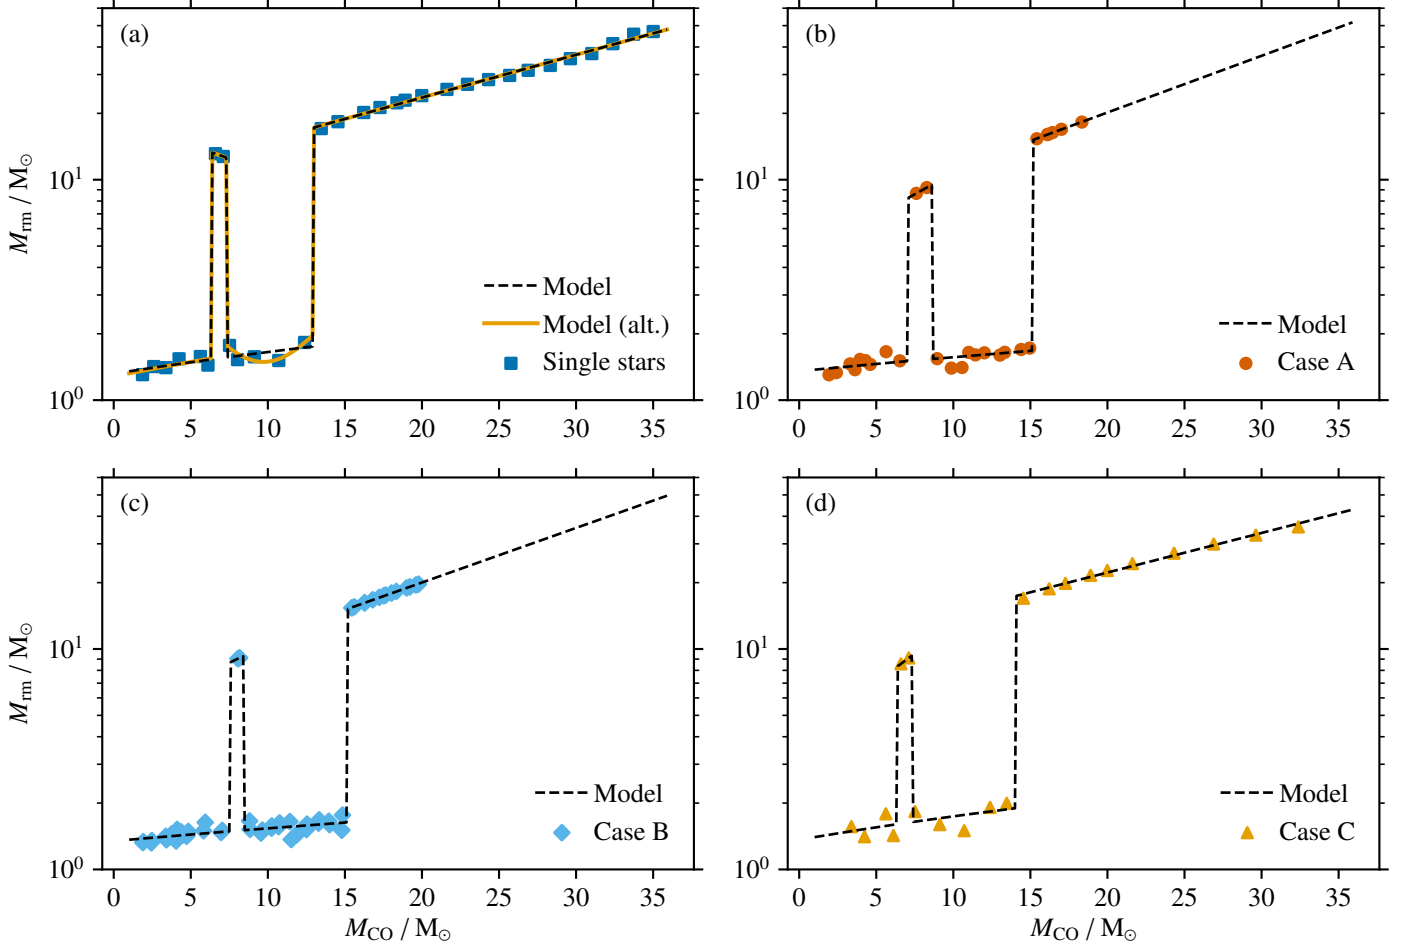 (a)
M_rm / M_⊙
10^1
10^0
Model
Model (alt.)
Single stars
0 5 10 15 20 25 30 35
(b)
10^1
10^0
Model
Case A
0 5 10 15 20 25 30 35
(c)
M_rm / M_⊙
10^1
10^0
Model
Case B
0 5 10 15 20 25 30 35
M_CO / M_⊙
(d)
10^1
10^0
Model
Case C
0 5 10 15 20 25 30 35
M_CO / M_⊙